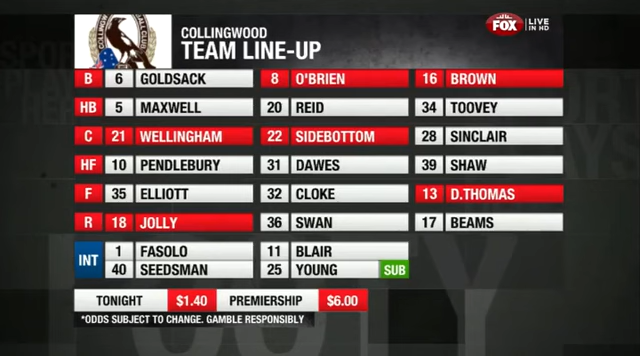 COLLINGWOOD
TEAM LINE-UP
FOX LIVE IN HD
B 6 GOLDSACK 8 O'BRIEN 16 BROWN
HB 5 MAXWELL 20 REID 34 TOOVEY
C 21 WELLINGHAM 22 SIDEBOTTOM 28 SINCLAIR
HF 10 PENDLEBURY 31 DAWES 39 SHAW
F 35 ELLIOTT 32 CLOKE 13 D.THOMAS
R 18 JOLLY 36 SWAN 17 BEAMS
INT 1 FASOLO 11 BLAIR
40 SEEDSMAN 25 YOUNG SUB
TONIGHT $1.40 PREMIERSHIP $6.00
*ODDS SUBJECT TO CHANGE. GAMBLE RESPONSIBLY